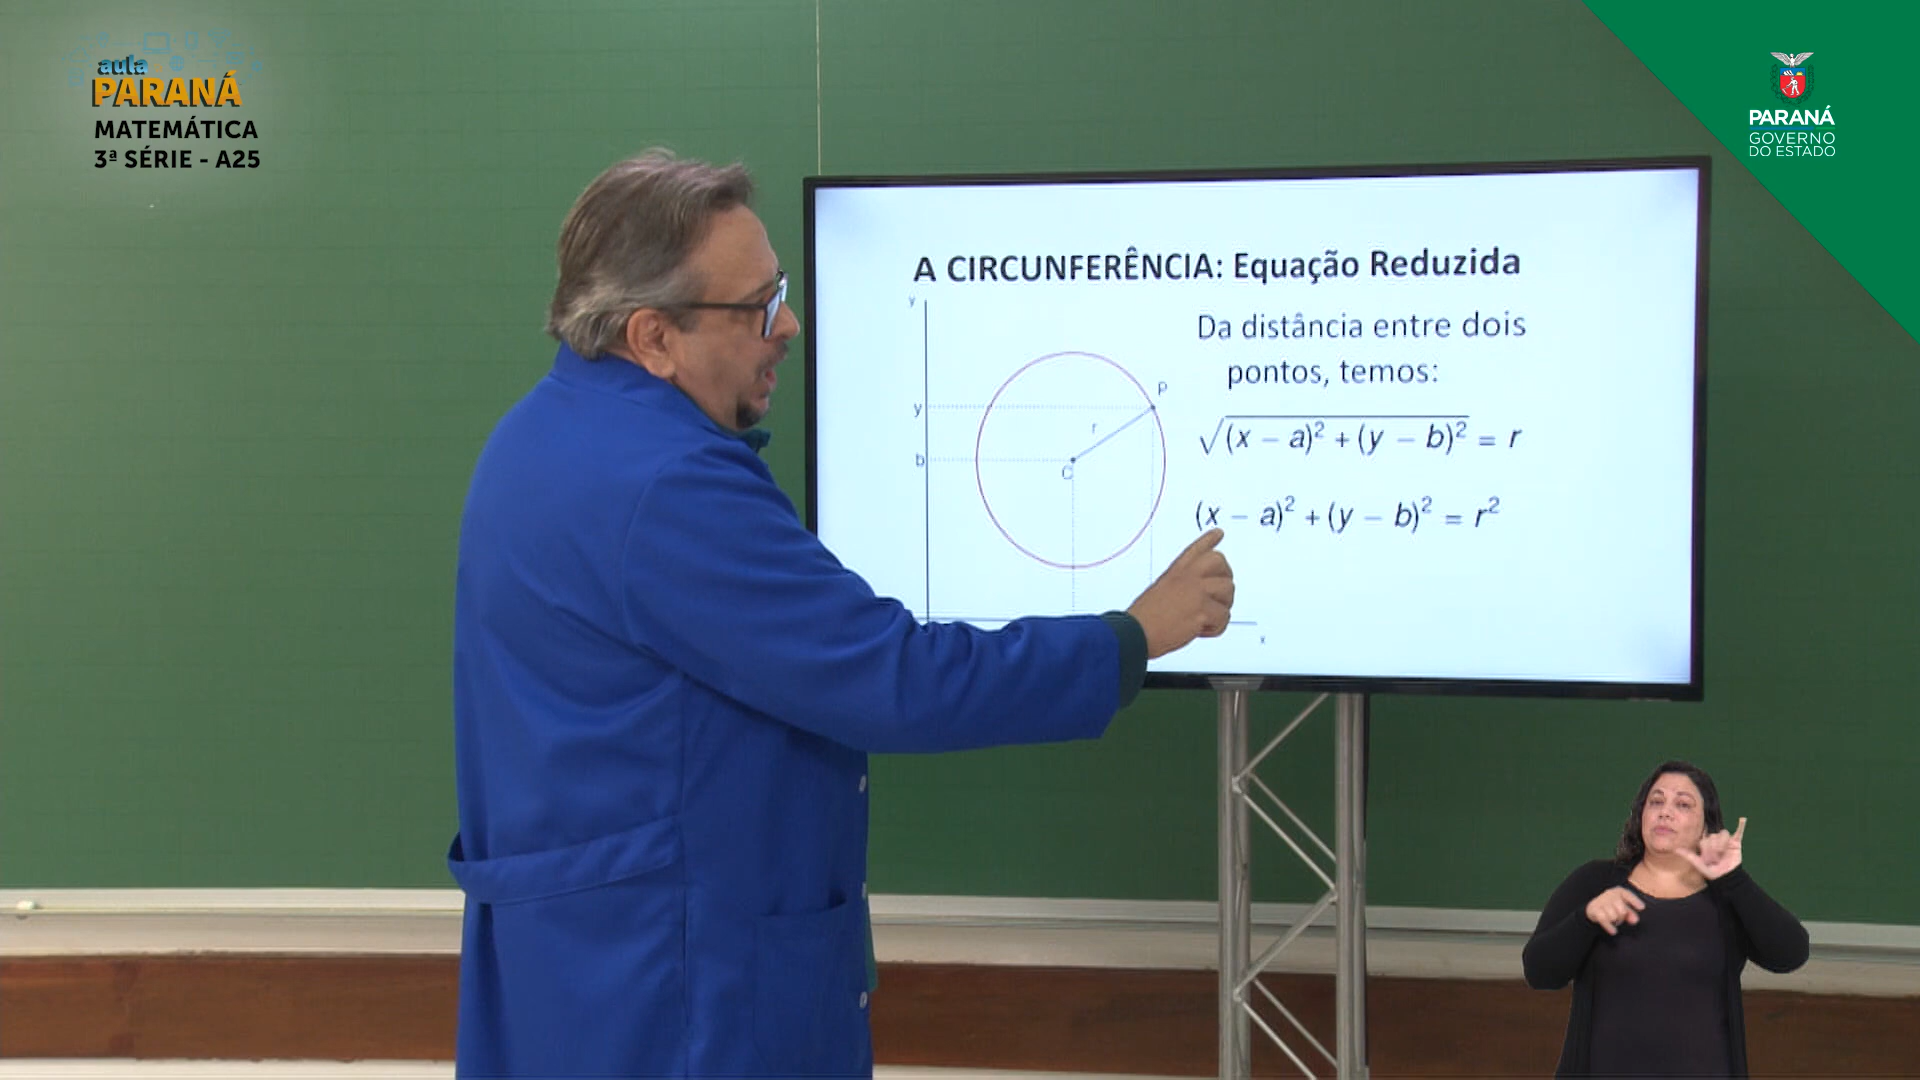 aula
PARANÁ
MATEMÁTICA
3ª SÉRIE - A25
PARANÁ
GOVERNO
DO ESTADO
A CIRCUNFERÊNCIA: Equação Reduzida
Da distância entre dois
pontos, temos:
√(x – a)² + (y – b)² = r
(x – a)² + (y – b)² = r²
y
P
y
r
b
C
x